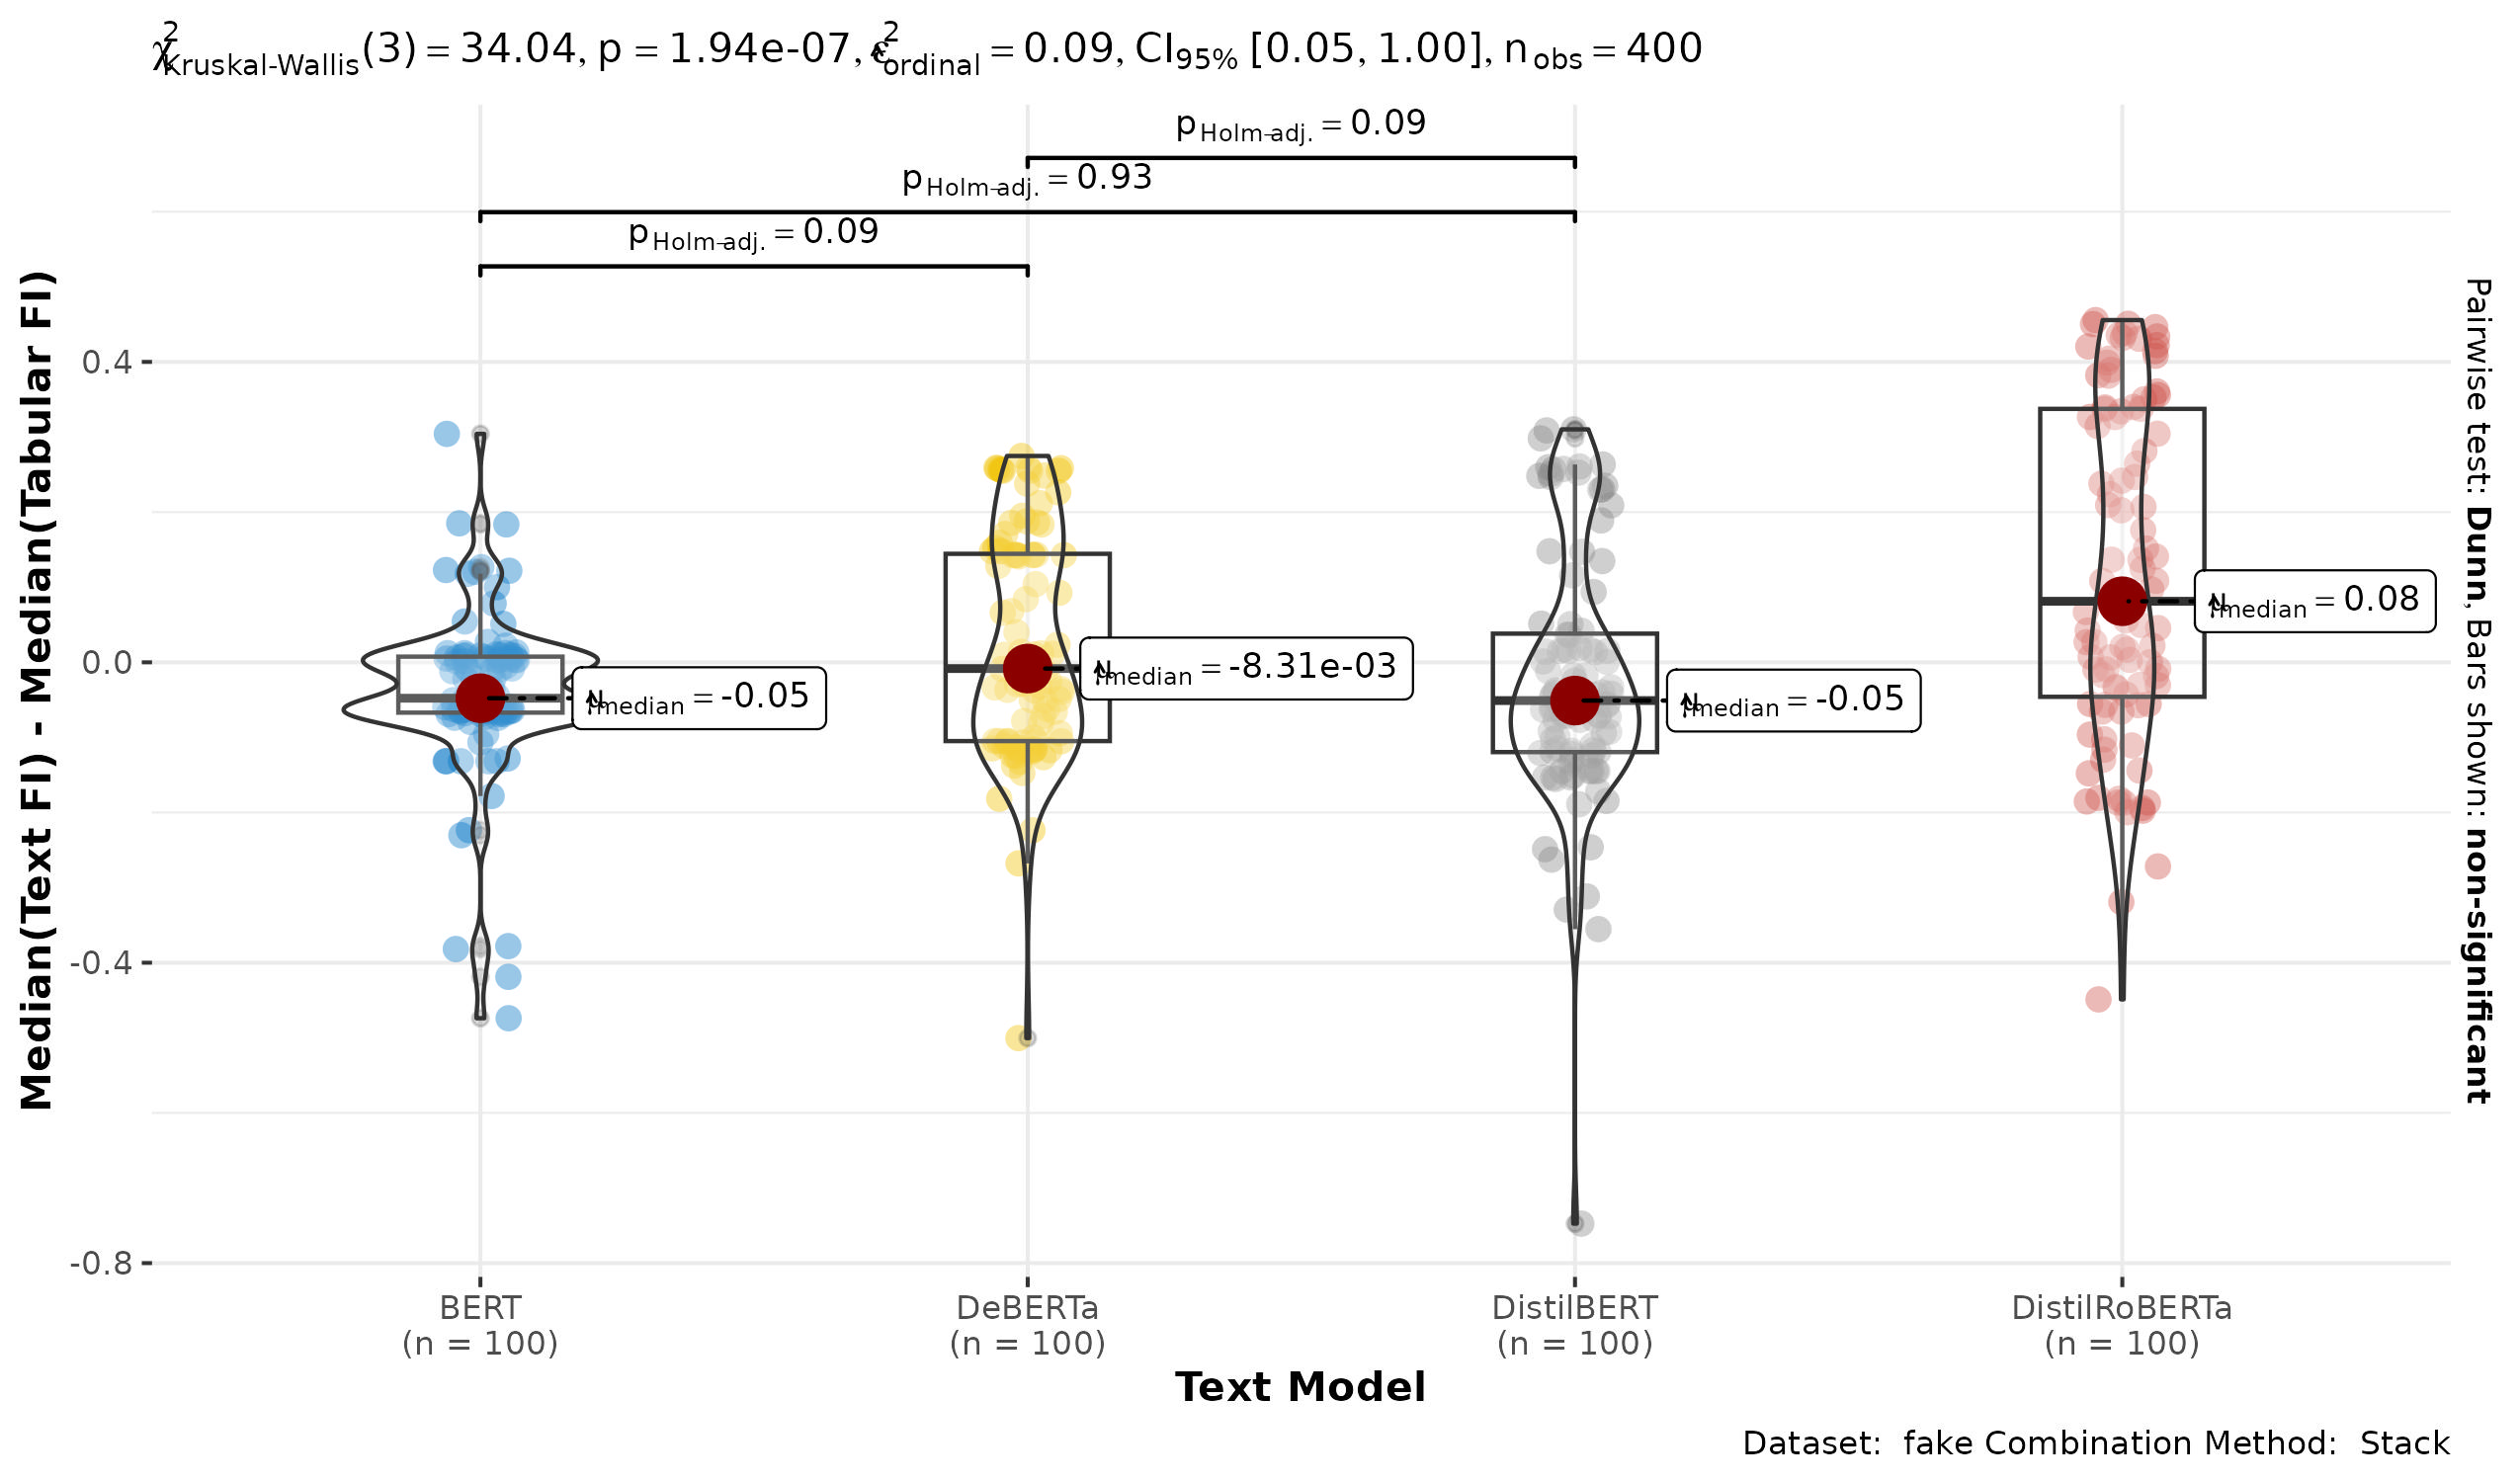 χ²Kruskal-Wallis(3) = 34.04, p = 1.94e-07, ε²ordinal = 0.09, CI95% [0.05, 1.00], nobs = 400
pHolm-adj. = 0.09
pHolm-adj. = 0.93
pHolm-adj. = 0.09
Median(Text FI) - Median(Tabular FI)
0.4
0.0
-0.4
-0.8
μ̂median = -0.05
μ̂median = -8.31e-03
μ̂median = -0.05
μ̂median = 0.08
Pairwise test: Dunn, Bars shown: non-significant
BERT
(n = 100)
DeBERTa
(n = 100)
DistilBERT
(n = 100)
DistilRoBERTa
(n = 100)
Text Model
Dataset: fake Combination Method: Stack